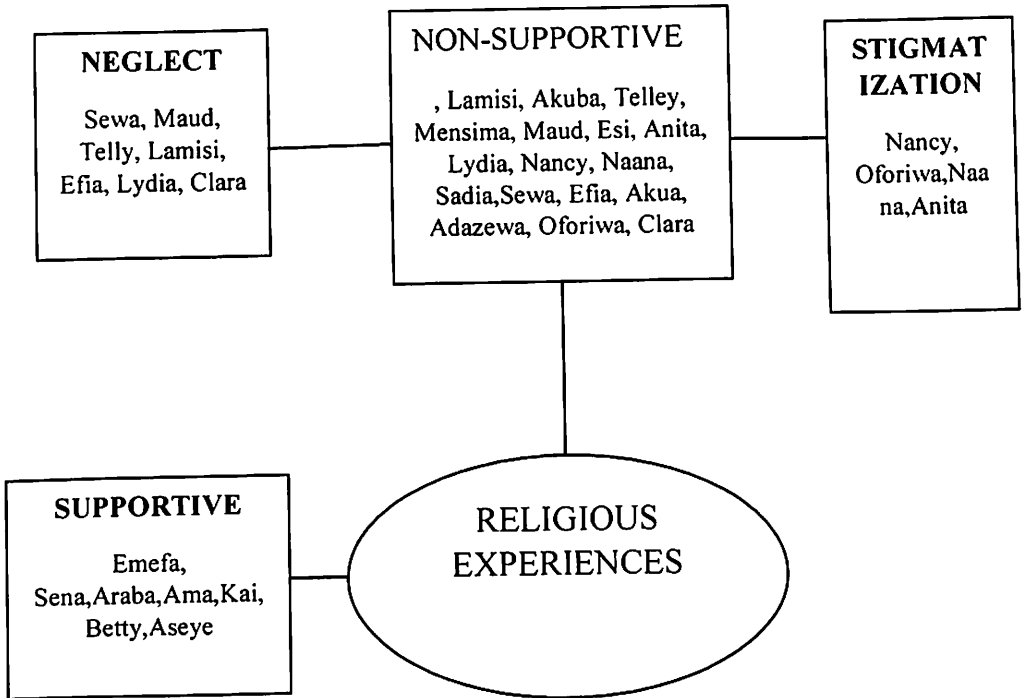 NEGLECT
Sewa, Maud,
Telly, Lamisi,
Efia, Lydia, Clara
NON-SUPPORTIVE
, Lamisi, Akuba, Telley,
Mensima, Maud, Esi, Anita,
Lydia, Nancy, Naana,
Sadia,Sewa, Efia, Akua,
Adazewa, Oforiwa, Clara
STIGMAT
IZATION
Nancy,
Oforiwa,Naa
na,Anita
SUPPORTIVE
Emefa,
Sena,Araba,Ama,Kai,
Betty,Aseye
RELIGIOUS
EXPERIENCES